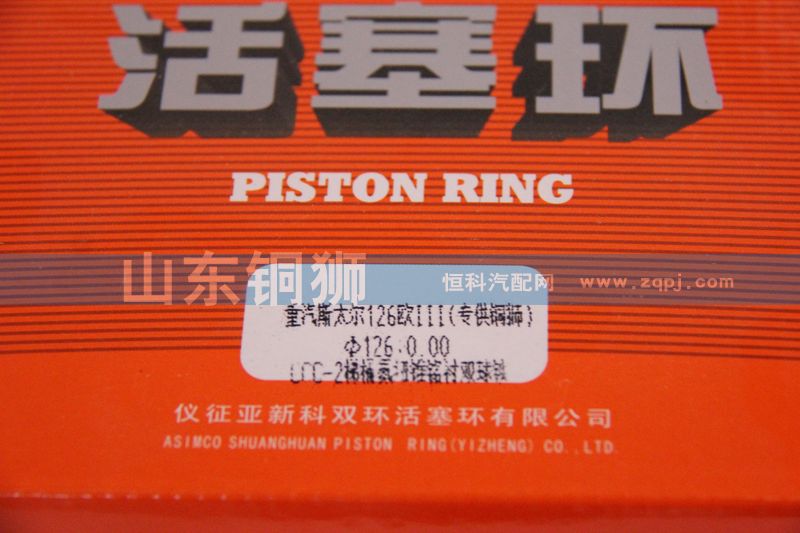 活塞环
PISTON RING
山东铜狮
恒科汽配网 www.zqpj.com
重汽斯太尔126欧III(专供铜狮)
Φ126:0.00
双球铁
仪征亚新科双环活塞环有限公司
ASIMCO SHUANGHUAN PISTON RING(YIZHENG) CO.,LTD.